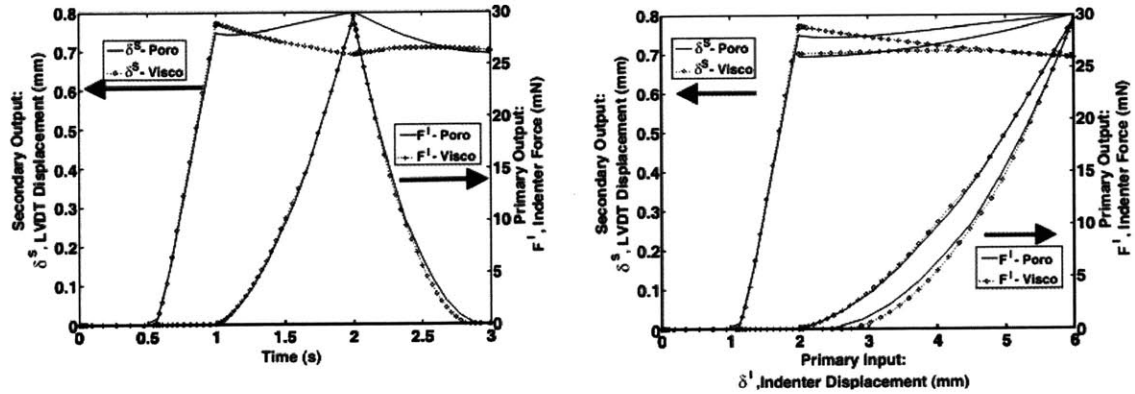 0.8
0.7
0.6
0.5
0.4
0.3
0.2
0.1
0
Secondary Output:
δˢ, LVDT Displacement (mm)
δˢ- Poro
δˢ- Visco
Fᴵ- Poro
Fᴵ- Visco
30
25
20
15
10
5
0
Primary Output:
Fᴵ, Indenter Force (mN)
0 0.5 1 1.5 2 2.5 3
Time (s)
0.8
0.7
0.6
0.5
0.4
0.3
0.2
0.1
0
Secondary Output:
δˢ, LVDT Displacement (mm)
δˢ- Poro
δˢ- Visco
Fᴵ- Poro
Fᴵ- Visco
30
25
20
15
10
5
0
Primary Output:
Fᴵ, Indenter Force (mN)
0 1 2 3 4 5 6
Primary Input:
δᴵ,Indenter Displacement (mm)